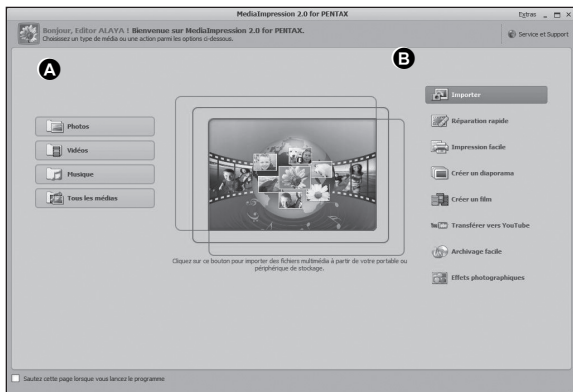 MediaImpression 2.0 for PENTAX
Extras
Bonjour, Editor ALAYA ! Bienvenue sur MediaImpression 2.0 for PENTAX.
Choisissez un type de média ou une action parmi les options ci-dessous.
Service et Support
A
B
Photos
Vidéos
Musique
Tous les médias
Importer
Réparation rapide
Impression facile
Créer un diaporama
Créer un film
Transférer vers YouTube
Archivage facile
Effets photographiques
Cliquez sur ce bouton pour importer des fichiers multimédia à partir de votre portable ou
périphérique de stockage.
Sautez cette page lorsque vous lancez le programme